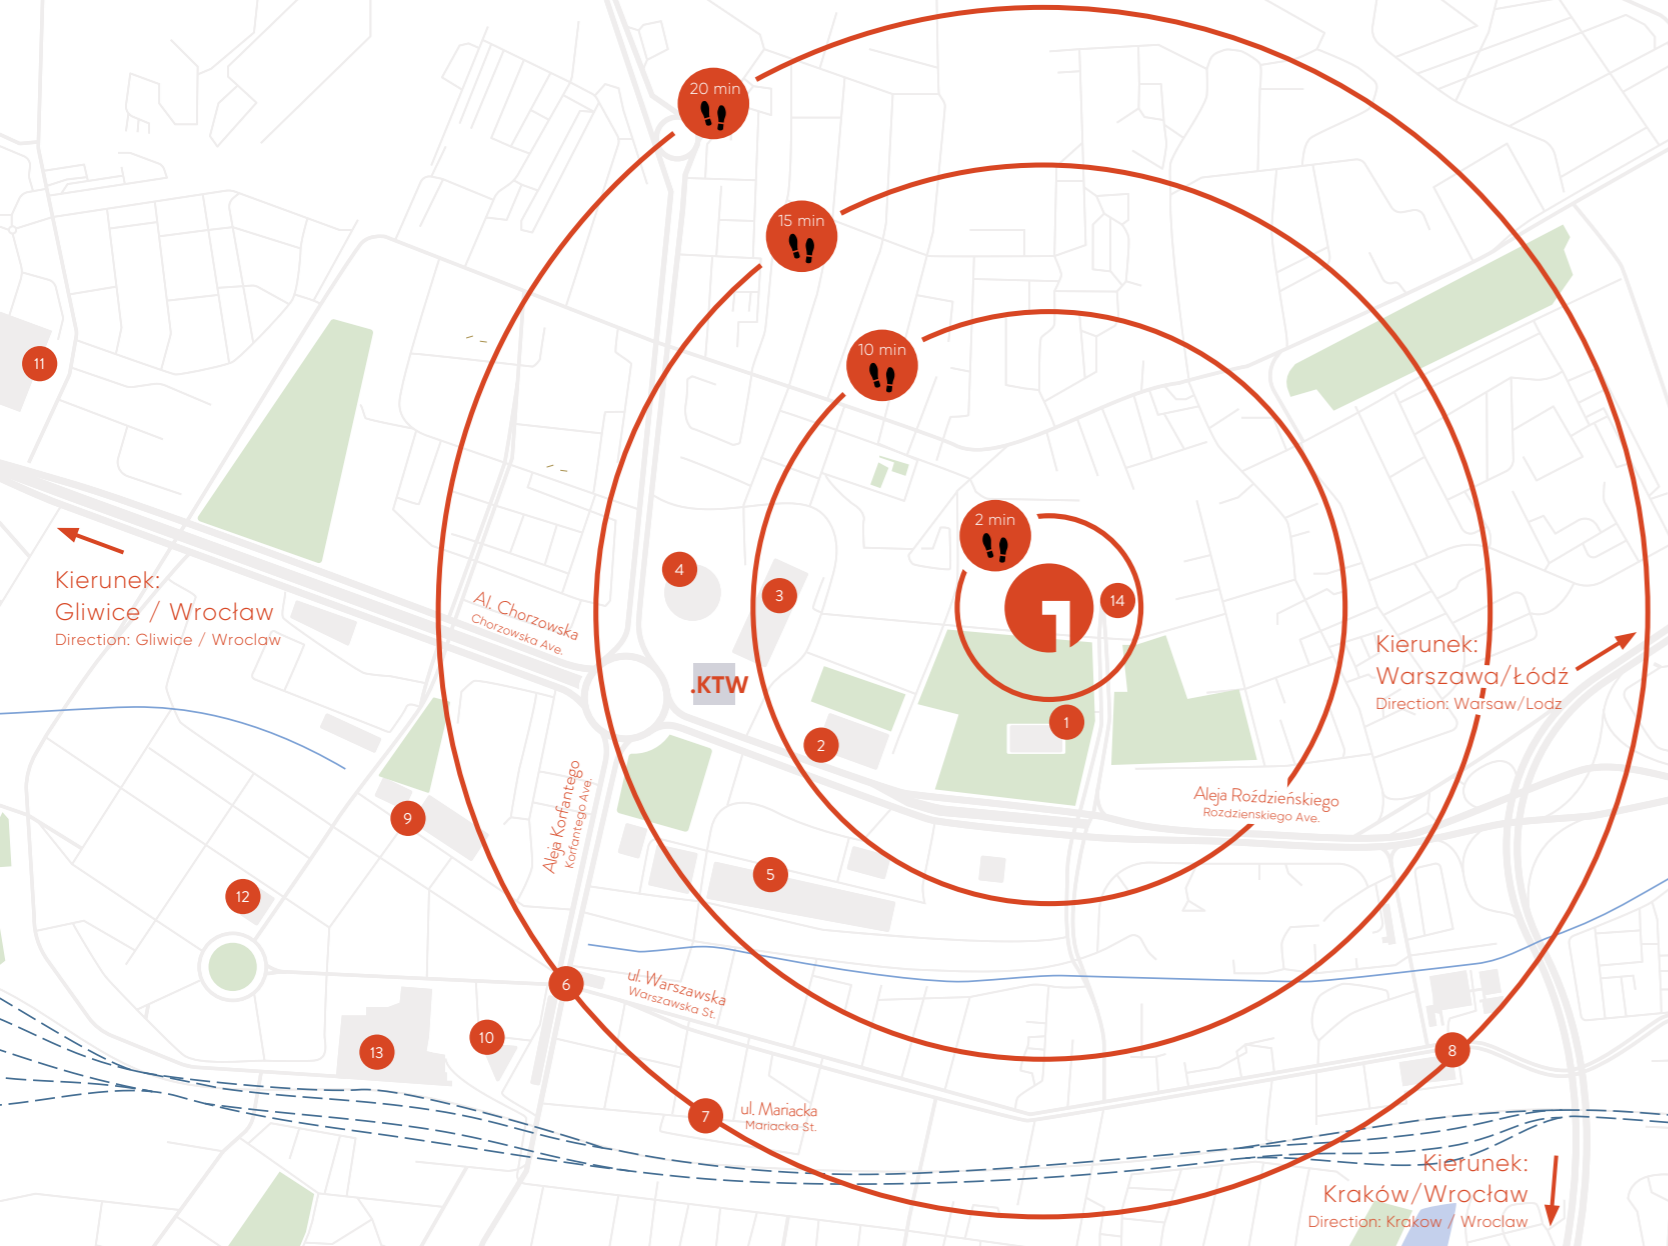 20 min
15 min
10 min
11
2 min
4
3
14
Kierunek:
Gliwice / Wrocław
Direction: Gliwice / Wroclaw
Al. Chorzowska
Chorzowska Ave.
Kierunek:
Warszawa/Łódź
Direction: Warsaw/Lodz
.KTW
1
1
2
Aleja Korfantego
Korfantego Ave.
Aleja Roździeńskiego
Rozdzienskiego Ave.
9
5
12
6
ul. Warszawska
Warszawska St.
10
13
8
7
ul. Mariacka
Mariacka St.
Kierunek:
Kraków/Wrocław
Direction: Krakow / Wroclaw